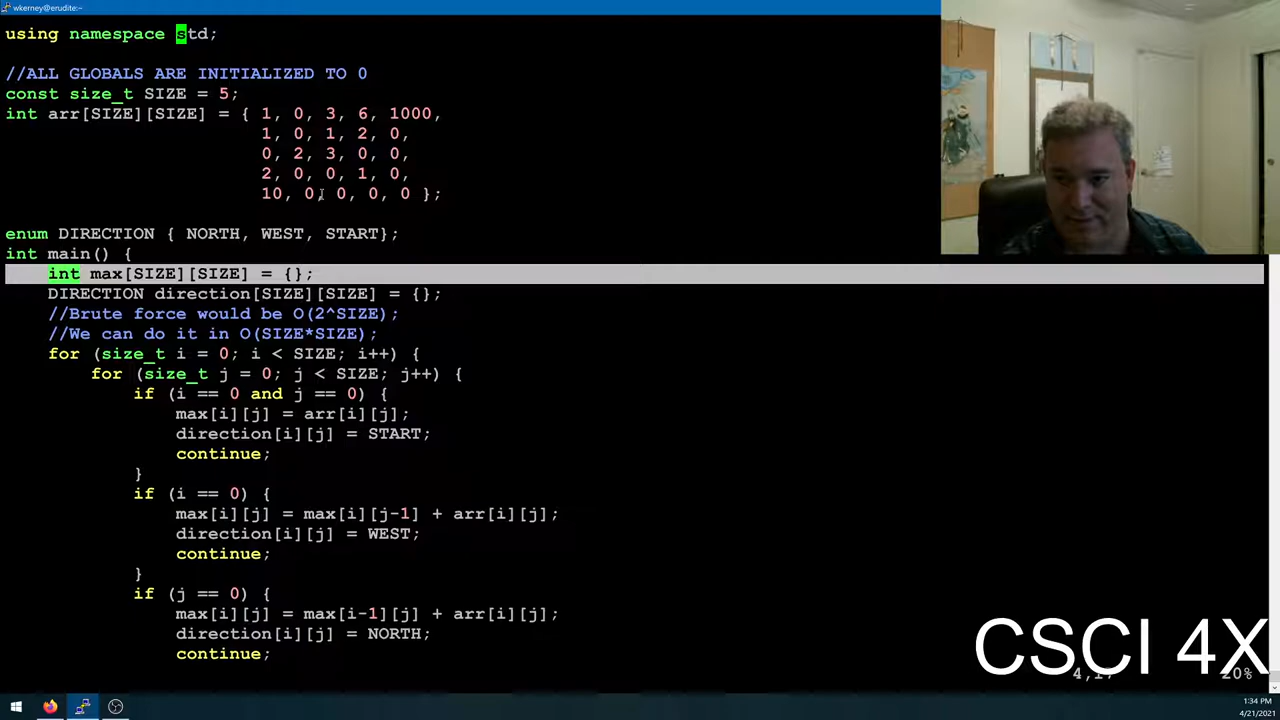 wkerney@erudite:~
using namespace std;
//ALL GLOBALS ARE INITIALIZED TO 0
const size_t SIZE = 5;
int arr[SIZE][SIZE] = { 1, 0, 3, 6, 1000,
1, 0, 1, 2, 0,
0, 2, 3, 0, 0,
2, 0, 0, 1, 0,
10, 0, 0, 0, 0 };
enum DIRECTION { NORTH, WEST, START};
int main() {
int max[SIZE][SIZE] = {};
DIRECTION direction[SIZE][SIZE] = {};
//Brute force would be O(2^SIZE);
//We can do it in O(SIZE*SIZE);
for (size_t i = 0; i < SIZE; i++) {
for (size_t j = 0; j < SIZE; j++) {
if (i == 0 and j == 0) {
max[i][j] = arr[i][j];
direction[i][j] = START;
continue;
}
if (i == 0) {
max[i][j] = max[i][j-1] + arr[i][j];
direction[i][j] = WEST;
continue;
}
if (j == 0) {
max[i][j] = max[i-1][j] + arr[i][j];
direction[i][j] = NORTH;
continue;
CSCI 4X
20%
1:34 PM
4/21/2021